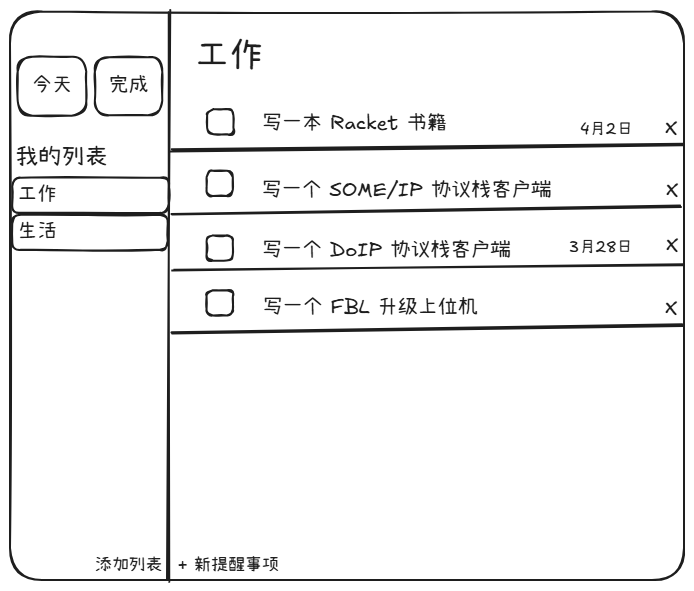 今天
完成
我的列表
工作
生活
添加列表
工作
写一本 Racket 书籍
4月2日
X
写一个 SOME/IP 协议栈客户端
X
写一个 DoIP 协议栈客户端
3月28日
X
写一个 FBL 升级上位机
X
+ 新提醒事项